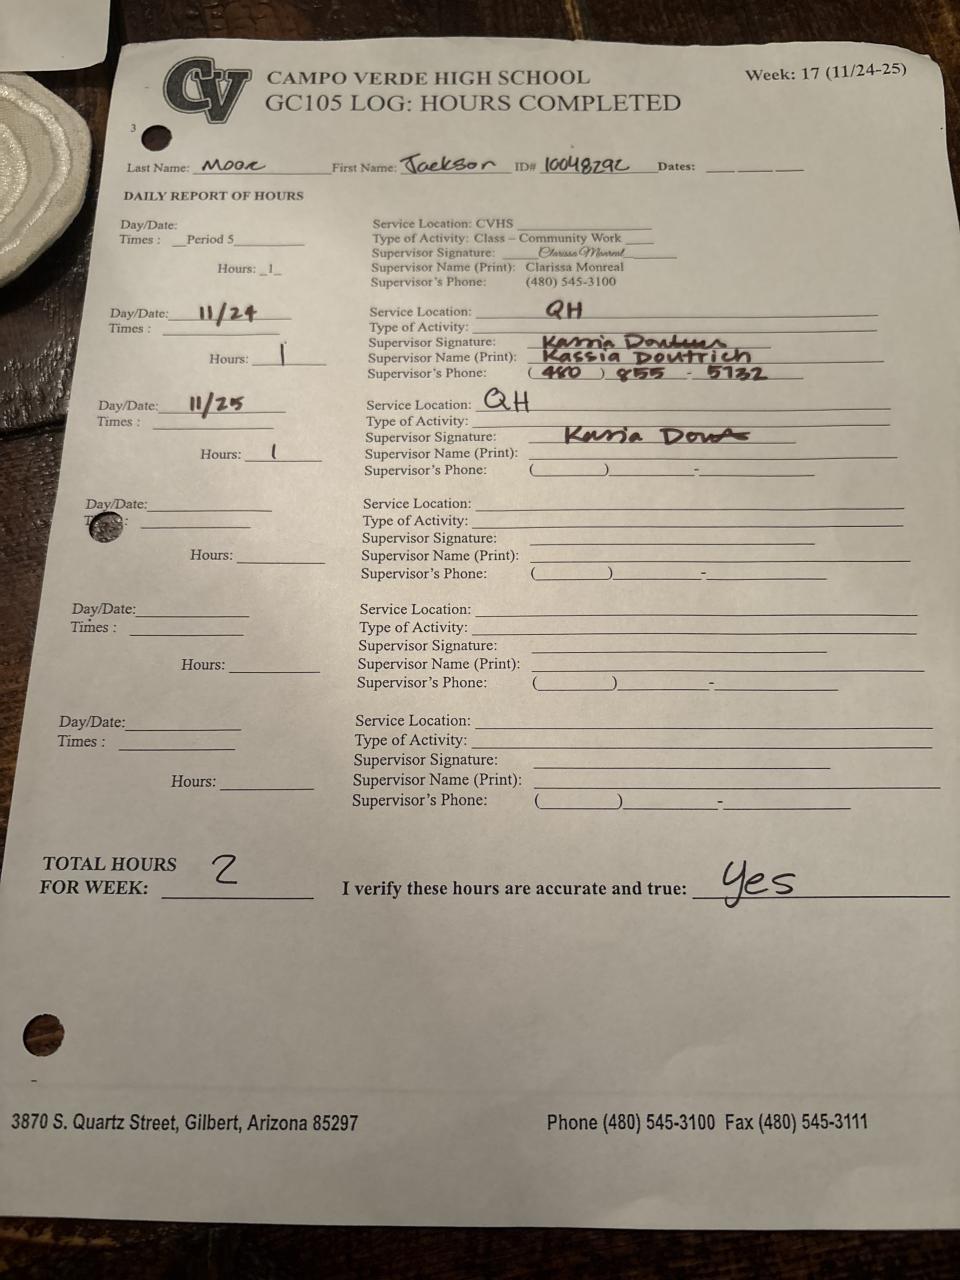 CV
CAMPO VERDE HIGH SCHOOL
Week: 17 (11/24-25)
GC105 LOG: HOURS COMPLETED
3
Last Name: Moore First Name: Jackson ID# 10048292 Dates: ___ ___ ___
DAILY REPORT OF HOURS
Day/Date:
Service Location: CVHS
Times : Period 5
Type of Activity: Class – Community Work
Supervisor Signature: Clarissa Monreal
Hours: 1
Supervisor Name (Print): Clarissa Monreal
Supervisor's Phone: (480) 545-3100
Day/Date: 11/24
Service Location: QH
Times :
Type of Activity:
Supervisor Signature: Kassia
Hours: 1
Supervisor Name (Print): Kassia Doutrich
Supervisor's Phone: (480) 855 - 5732
Day/Date: 11/25
Service Location: QH
Times :
Type of Activity:
Supervisor Signature: Kassia
Hours: 1
Supervisor Name (Print):
Supervisor's Phone: ( ) -
Day/Date:
Service Location:
Type of Activity:
Supervisor Signature:
Hours:
Supervisor Name (Print):
Supervisor's Phone: ( ) -
Day/Date:
Service Location:
Times :
Type of Activity:
Supervisor Signature:
Hours:
Supervisor Name (Print):
Supervisor's Phone: ( ) -
Day/Date:
Service Location:
Times :
Type of Activity:
Supervisor Signature:
Hours:
Supervisor Name (Print):
Supervisor's Phone: ( ) -
TOTAL HOURS
FOR WEEK: 2
I verify these hours are accurate and true: yes
3870 S. Quartz Street, Gilbert, Arizona 85297
Phone (480) 545-3100 Fax (480) 545-3111